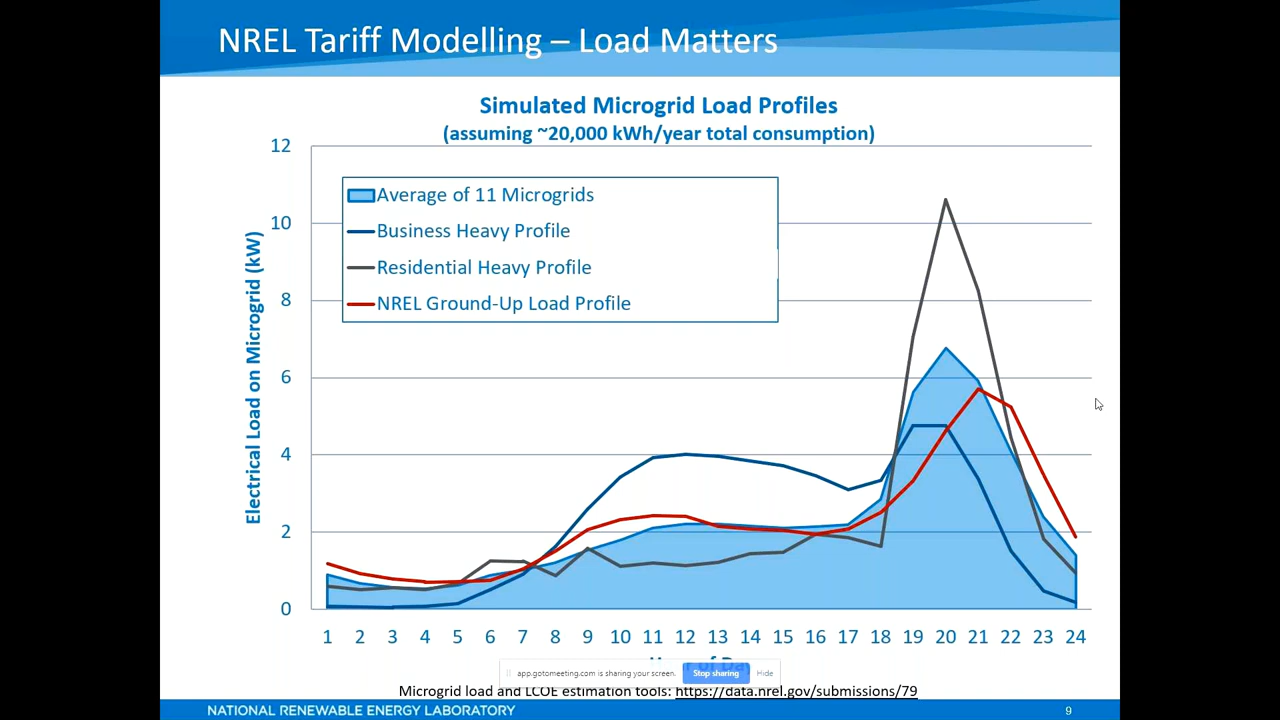 NREL Tariff Modelling – Load Matters
Simulated Microgrid Load Profiles
(assuming ~20,000 kWh/year total consumption)
12
10
8
6
4
2
0
Electrical Load on Microgrid (kW)
Average of 11 Microgrids
Business Heavy Profile
Residential Heavy Profile
NREL Ground-Up Load Profile
1 2 3 4 5 6 7 8 9 10 11 12 13 14 15 16 17 18 19 20 21 22 23 24
app.gotomeeting.com is sharing your screen. Stop sharing Hide
Microgrid load and LCOE estimation tools: https://data.nrel.gov/submissions/79
NATIONAL RENEWABLE ENERGY LABORATORY 9